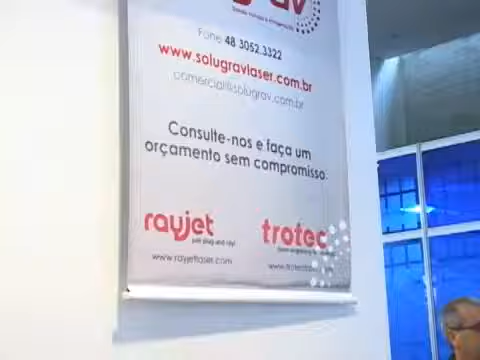 Fone 48 3052.3322
www.solugravlaser.com.br
comercial@solugrav.com.br
Consulte-nos e faça um
orçamento sem compromisso.
rayjet
trotec
www.rayjetlaser.com